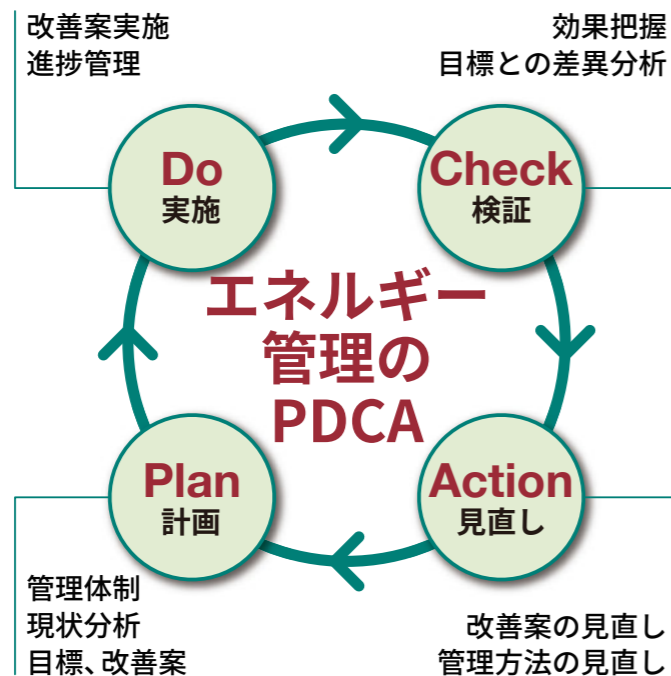 改善案実施
進捗管理
効果把握
目標との差異分析
Do
実施
Check
検証
エネルギー
管理の
PDCA
Plan
計画
Action
見直し
管理体制
現状分析
目標、改善案
改善案の見直し
管理方法の見直し